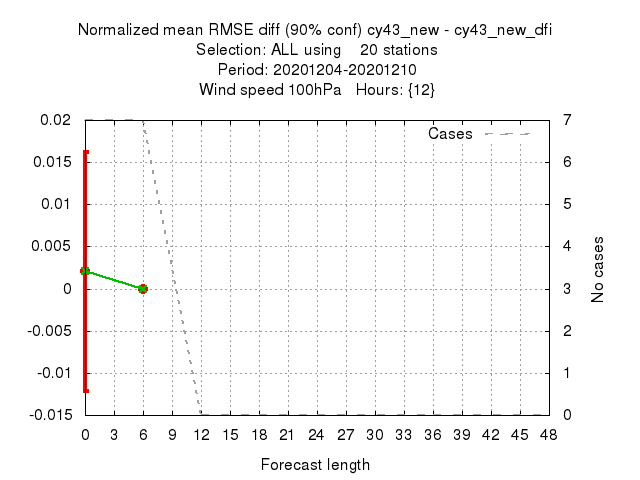 Normalized mean RMSE diff (90% conf) cy43_new - cy43_new_dfi
Selection: ALL using 20 stations
Period: 20201204-20201210
Wind speed 100hPa Hours: {12}
Cases
0.02
0.015
0.01
0.005
0
-0.005
-0.01
-0.015
7
6
5
4
3
2
1
0
No cases
0 3 6 9 12 15 18 21 24 27 30 33 36 39 42 45 48
Forecast length